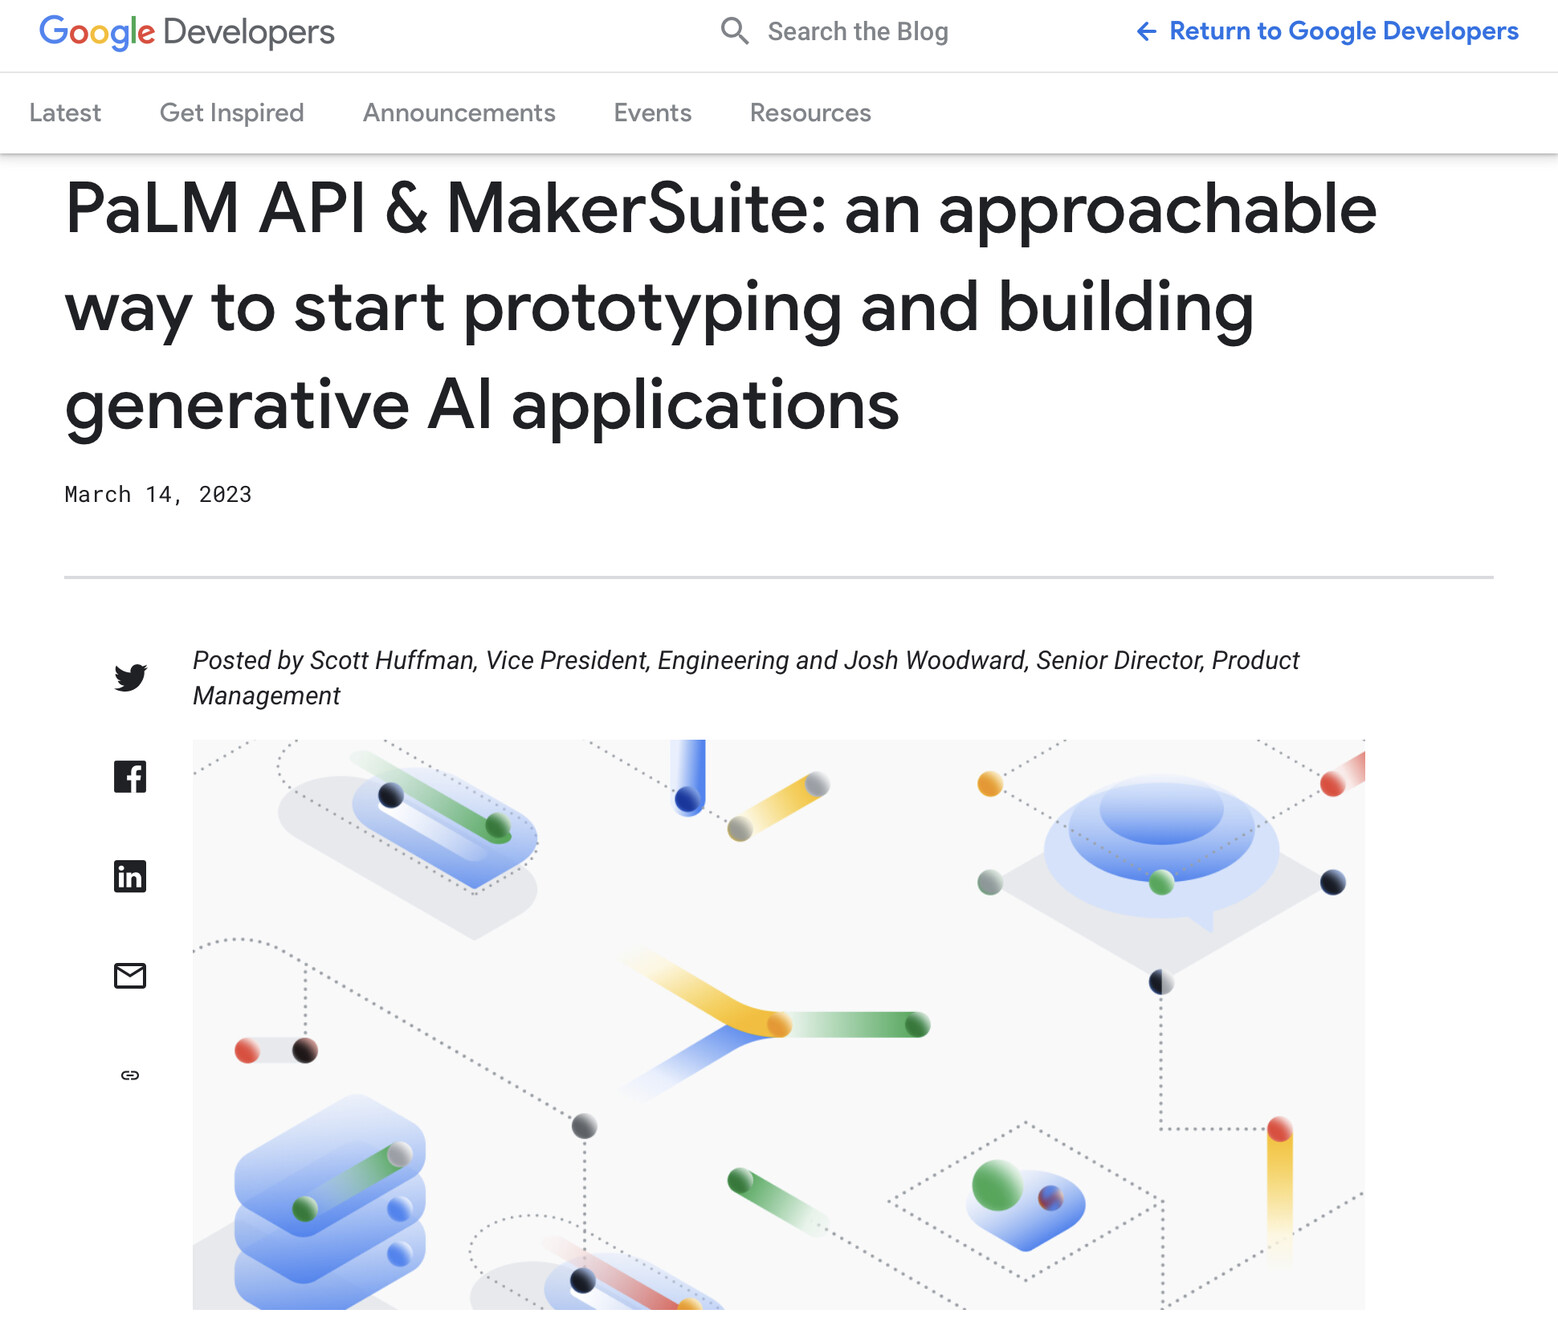 Google Developers
Search the Blog
Return to Google Developers
Latest
Get Inspired
Announcements
Events
Resources
PaLM API & MakerSuite: an approachable
way to start prototyping and building
generative AI applications
March 14, 2023
Posted by Scott Huffman, Vice President, Engineering and Josh Woodward, Senior Director, Product
Management